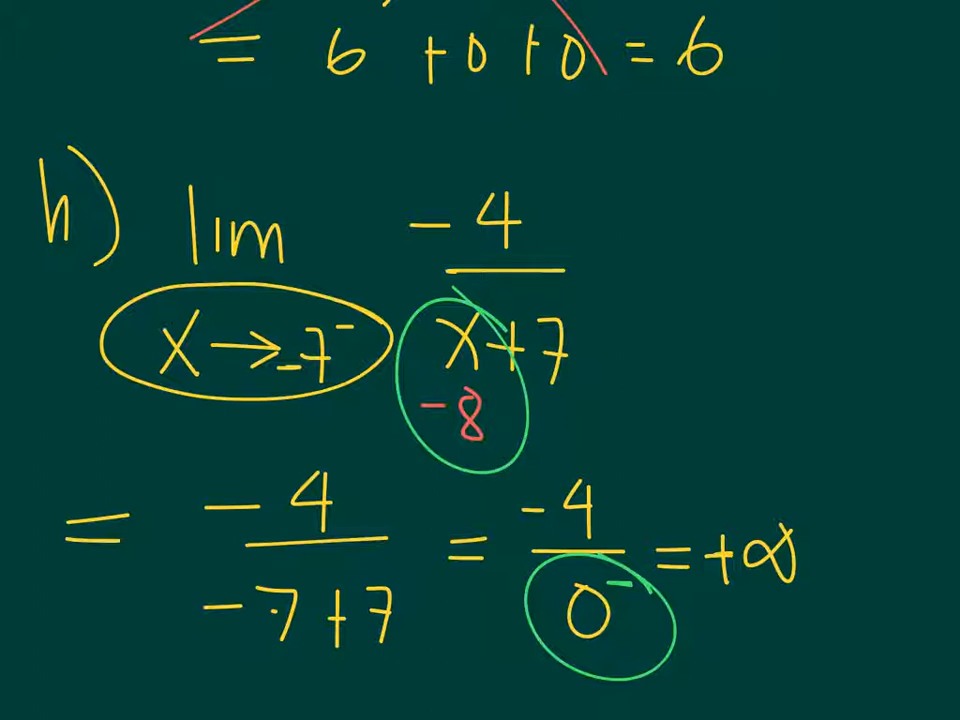 = 6 + 0 + 0 = 6
h) lim -4
x → -7⁻ x + 7
-8
= -4 = -4 = +∞
-7 + 7 0⁻